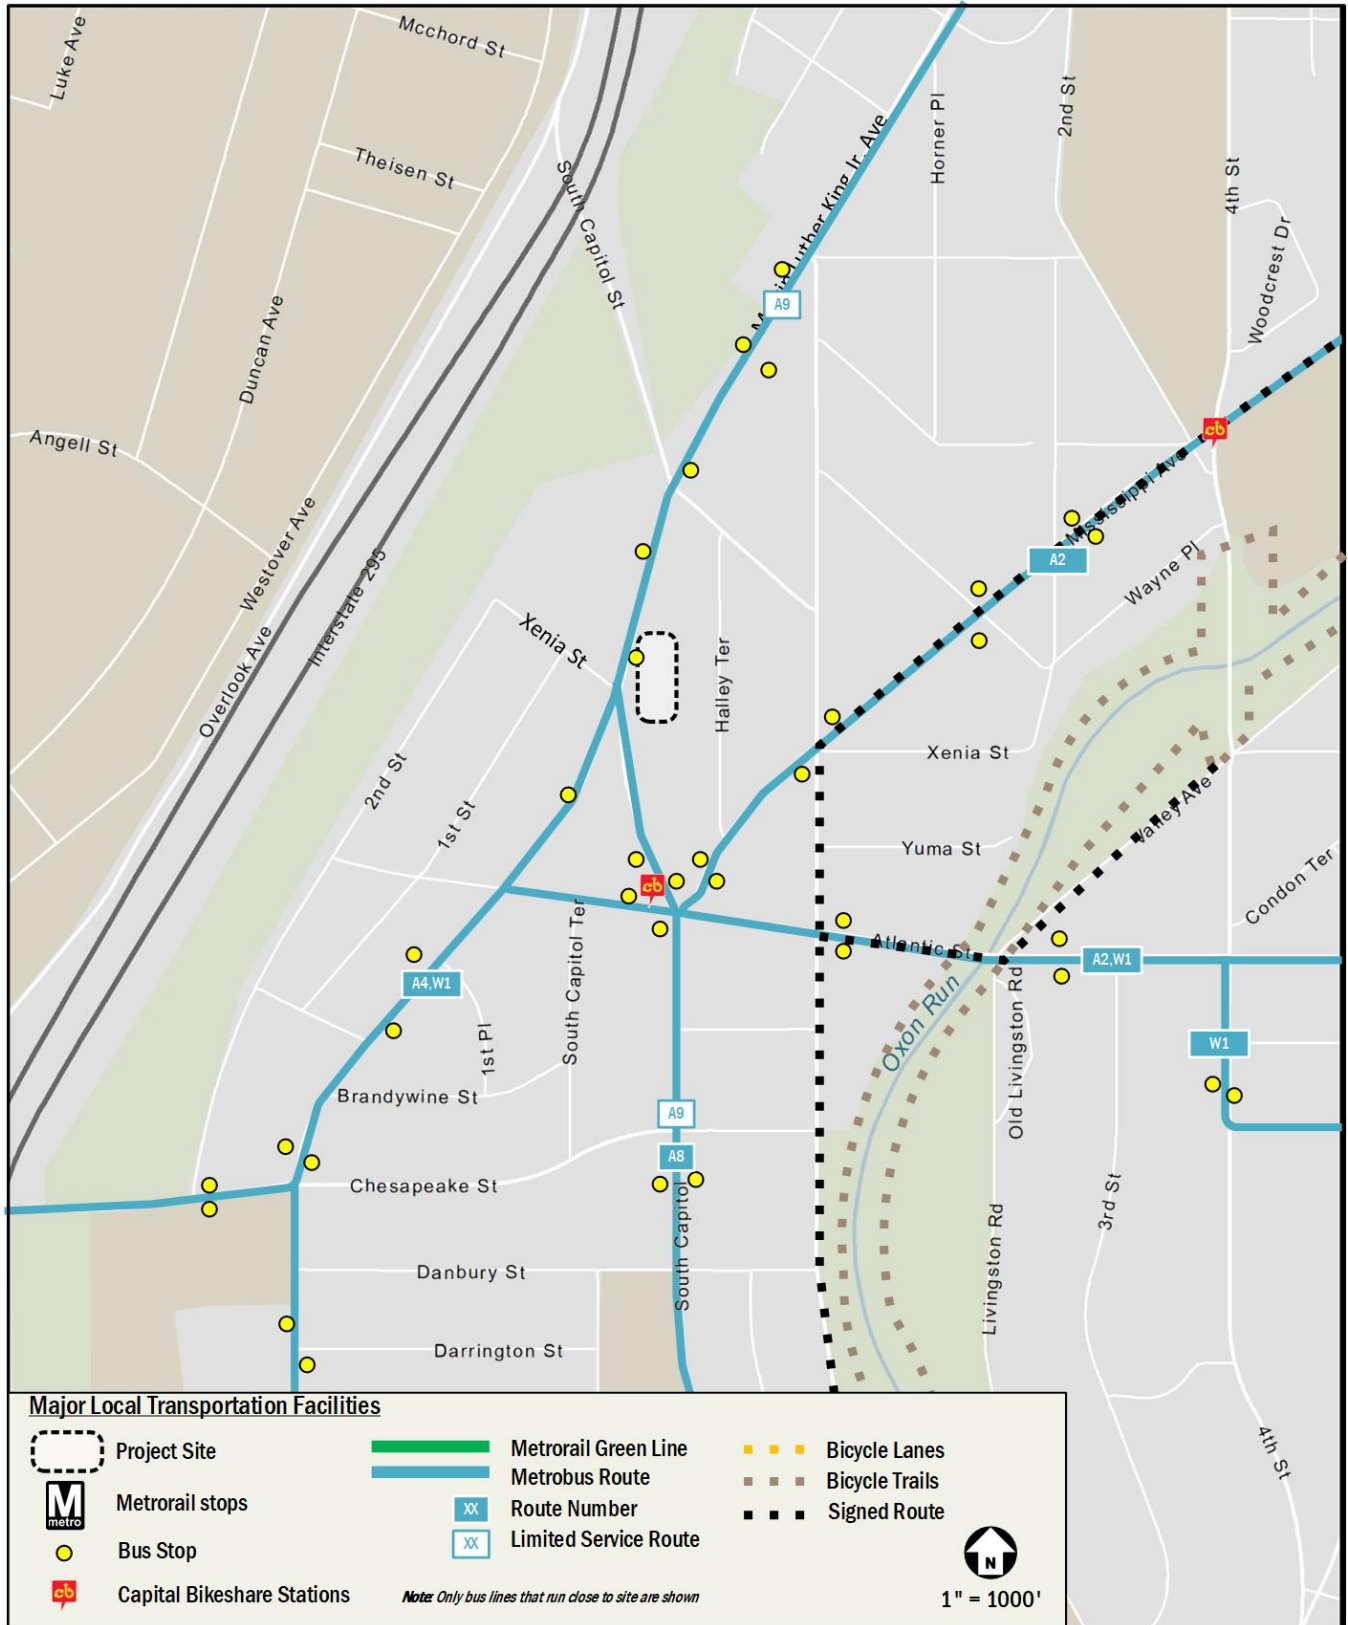 Luke Ave
Mcchord St
Theisen St
South Capitol St
Martin Luther King Jr. Ave
Horner Pl
2nd St
4th St
Woodcrest Dr
A9
Duncan Ave
Angell St
Westover Ave
Overlook Ave
Interstate 295
Mississippi Ave
A2
Wayne Pl
Xenia St
Halley Ter
Xenia St
2nd St
1st St
Yuma St
Valley Ave
Condon Ter
cb
cb
Atlantic St
A2,W1
A4,W1
South Capitol Ter
1st Pl
Oxon Run
Old Livingston Rd
W1
Brandywine St
A9
A8
Chesapeake St
South Capitol
Livingston Rd
3rd St
Danbury St
Darrington St
4th St
Major Local Transportation Facilities
Project Site
M
metro
Metrorail stops
Bus Stop
cb
Capital Bikeshare Stations
Metrorail Green Line
Metrobus Route
XX
Route Number
XX
Limited Service Route
Note: Only bus lines that run close to site are shown
Bicycle Lanes
Bicycle Trails
Signed Route
N
1" = 1000'